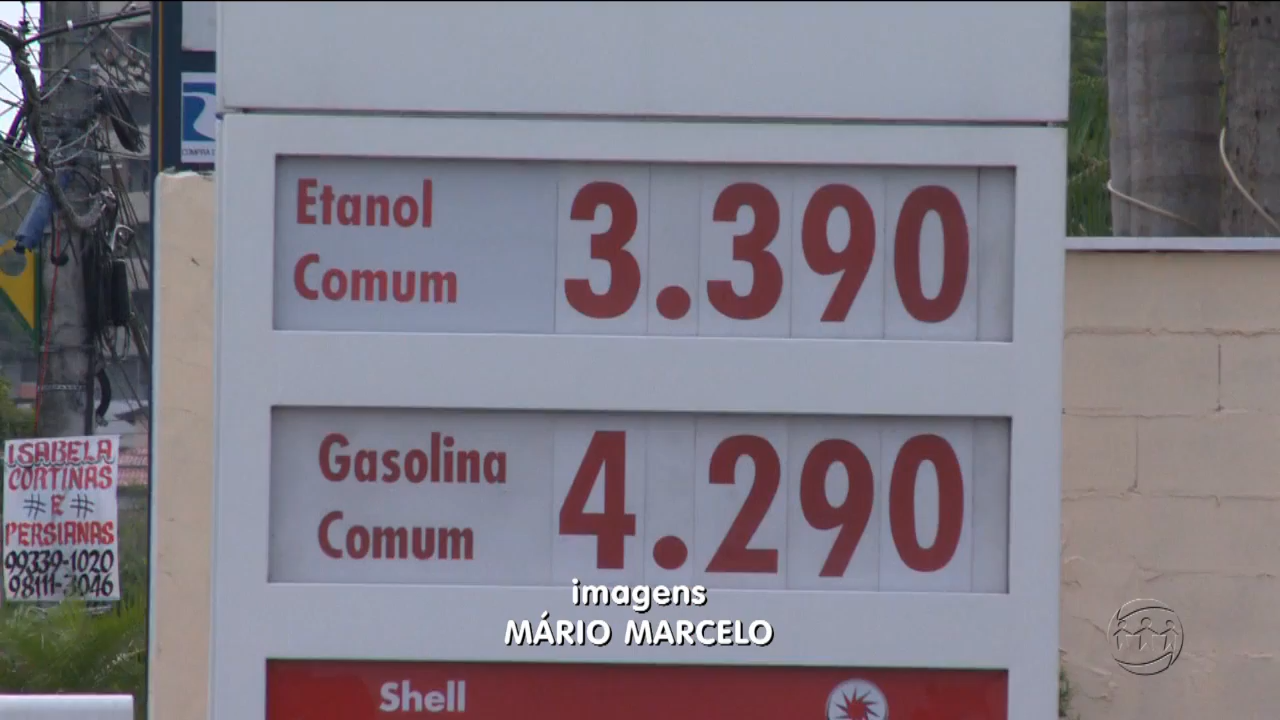 COMPRA
Etanol
Comum
3.390
Gasolina
Comum
4.290
ISABELA
CORTINAS
# E #
PERSIANAS
99339-1020
98111-3046
imagens
MÁRIO MARCELO
Shell